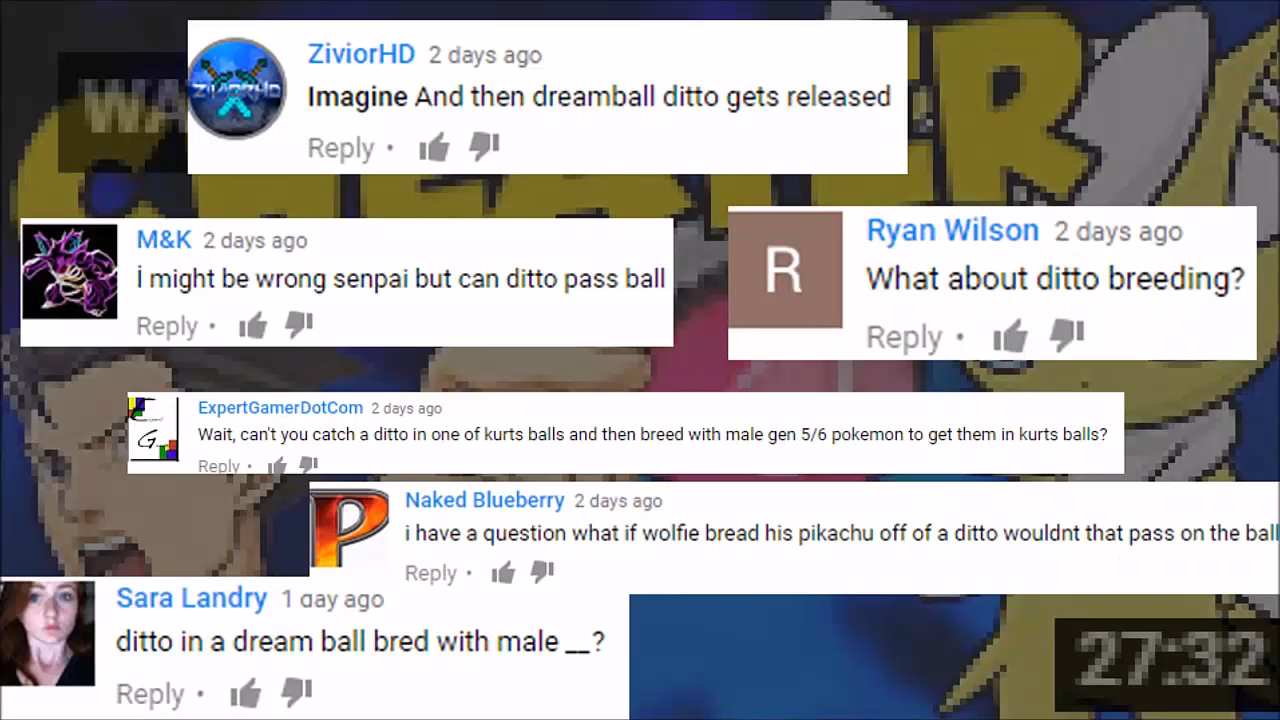 ZiviorHD 2 days ago
Imagine And then dreamball ditto gets released
Reply •
WA
ZIVIORHD
M&K 2 days ago
İ might be wrong senpai but can ditto pass ball
Reply •
R
Ryan Wilson 2 days ago
What about ditto breeding?
Reply •
ExpertGamerDotCom 2 days ago
Wait, can't you catch a ditto in one of kurts balls and then breed with male gen 5/6 pokemon to get them in kurts balls?
Reply •
P
Naked Blueberry 2 days ago
i have a question what if wolfie bread his pikachu off of a ditto wouldnt that pass on the ball
Reply •
Sara Landry 1 day ago
ditto in a dream ball bred with male __?
Reply •
27:32